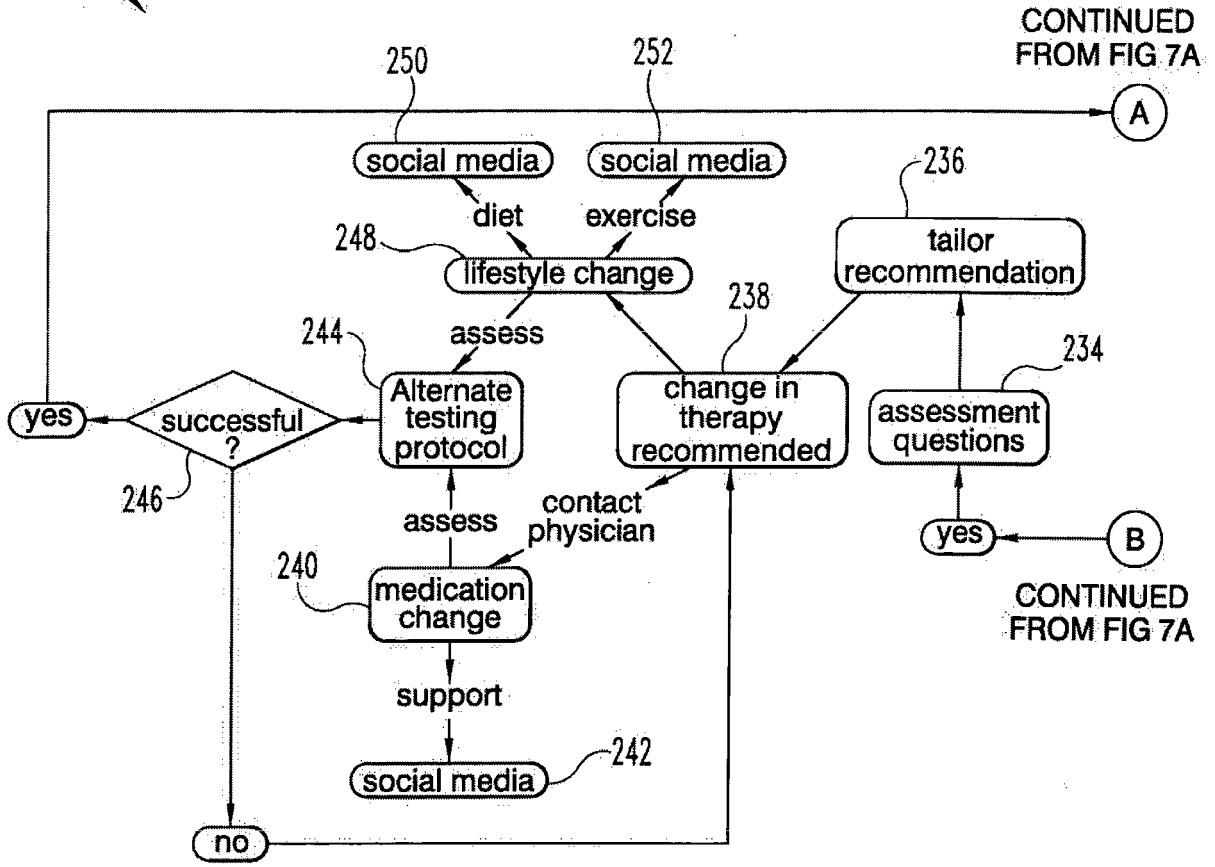 CONTINUED
FROM FIG 7A
250
252
A
social media
social media
236
diet
exercise
tailor
recommendation
248
lifestyle change
238
244
assess
234
Alternate
testing
protocol
change in
therapy
recommended
assessment
questions
yes
successful
?
246
contact
physician
assess
yes
B
240
medication
change
CONTINUED
FROM FIG 7A
support
242
social media
no